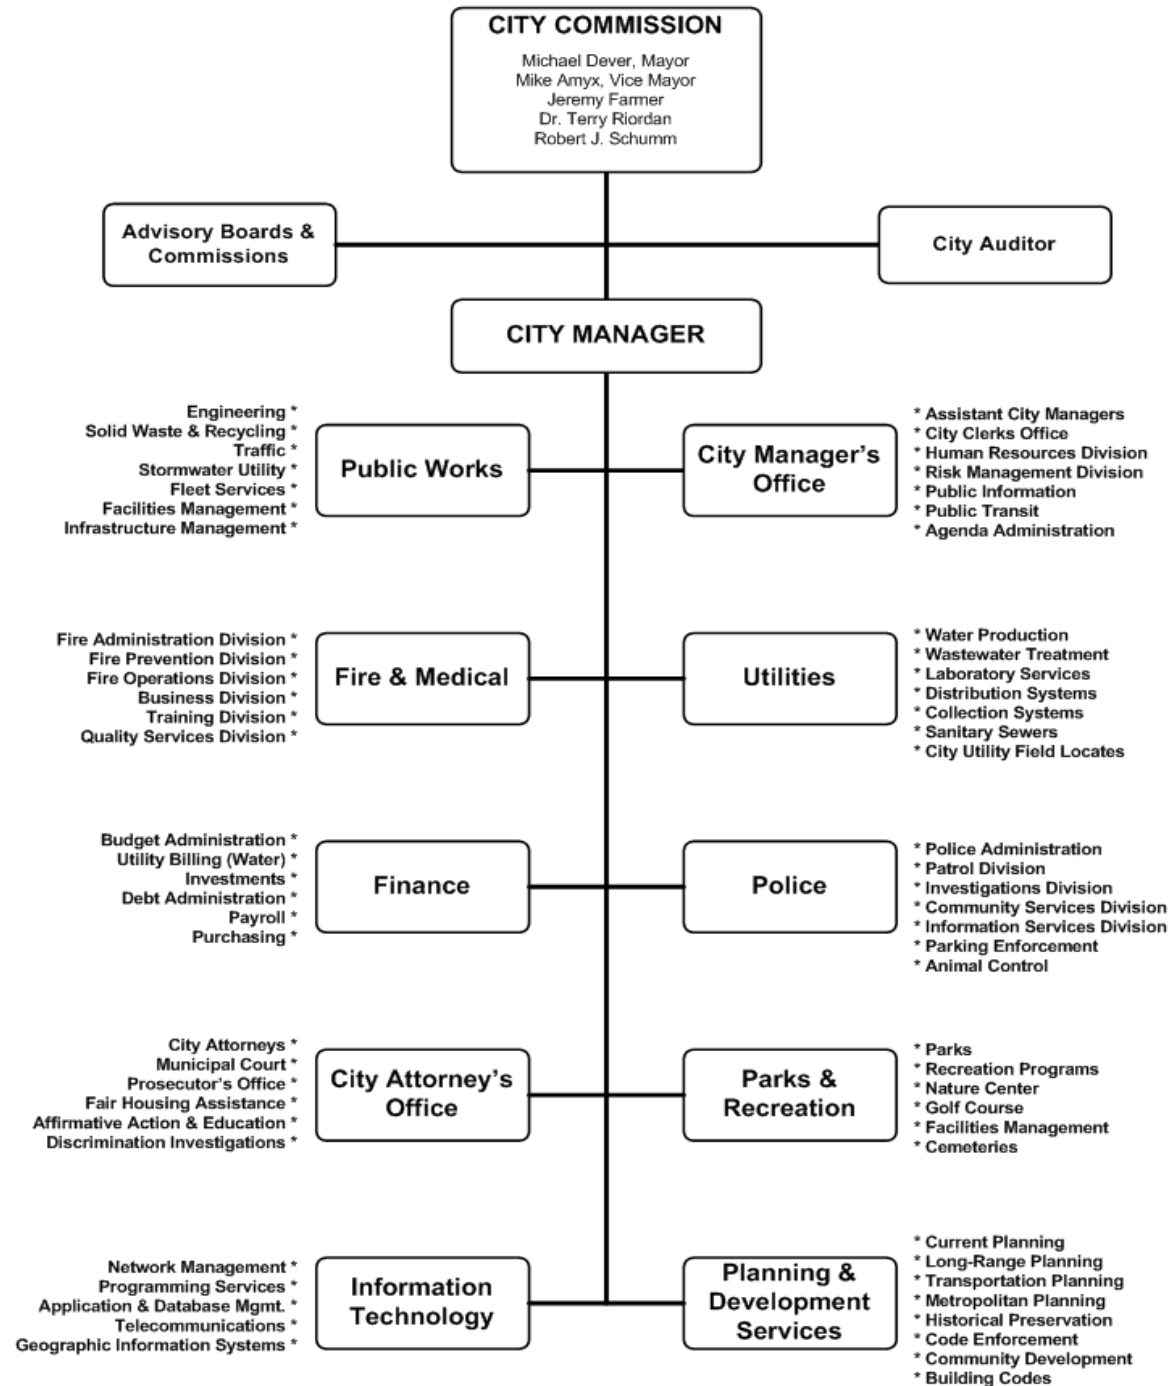 CITY COMMISSION
Michael Dever, Mayor
Mike Amyx, Vice Mayor
Jeremy Farmer
Dr. Terry Riordan
Robert J. Schumm
Advisory Boards &
Commissions
City Auditor
CITY MANAGER
Engineering *
Solid Waste & Recycling *
Traffic *
Stormwater Utility *
Fleet Services *
Facilities Management *
Infrastructure Management *
Public Works
City Manager's
Office
* Assistant City Managers
* City Clerks Office
* Human Resources Division
* Risk Management Division
* Public Information
* Public Transit
* Agenda Administration
Fire Administration Division *
Fire Prevention Division *
Fire Operations Division *
Business Division *
Training Division *
Quality Services Division *
Fire & Medical
Utilities
* Water Production
* Wastewater Treatment
* Laboratory Services
* Distribution Systems
* Collection Systems
* Sanitary Sewers
* City Utility Field Locates
Budget Administration *
Utility Billing (Water) *
Investments *
Debt Administration *
Payroll *
Purchasing *
Finance
Police
* Police Administration
* Patrol Division
* Investigations Division
* Community Services Division
* Information Services Division
* Parking Enforcement
* Animal Control
City Attorneys *
Municipal Court *
Prosecutor's Office *
Fair Housing Assistance *
Affirmative Action & Education *
Discrimination Investigations *
City Attorney's
Office
Parks &
Recreation
* Parks
* Recreation Programs
* Nature Center
* Golf Course
* Facilities Management
* Cemeteries
Network Management *
Programming Services *
Application & Database Mgmt. *
Telecommunications *
Geographic Information Systems *
Information
Technology
Planning &
Development
Services
* Current Planning
* Long-Range Planning
* Transportation Planning
* Metropolitan Planning
* Historical Preservation
* Code Enforcement
* Community Development
* Building Codes